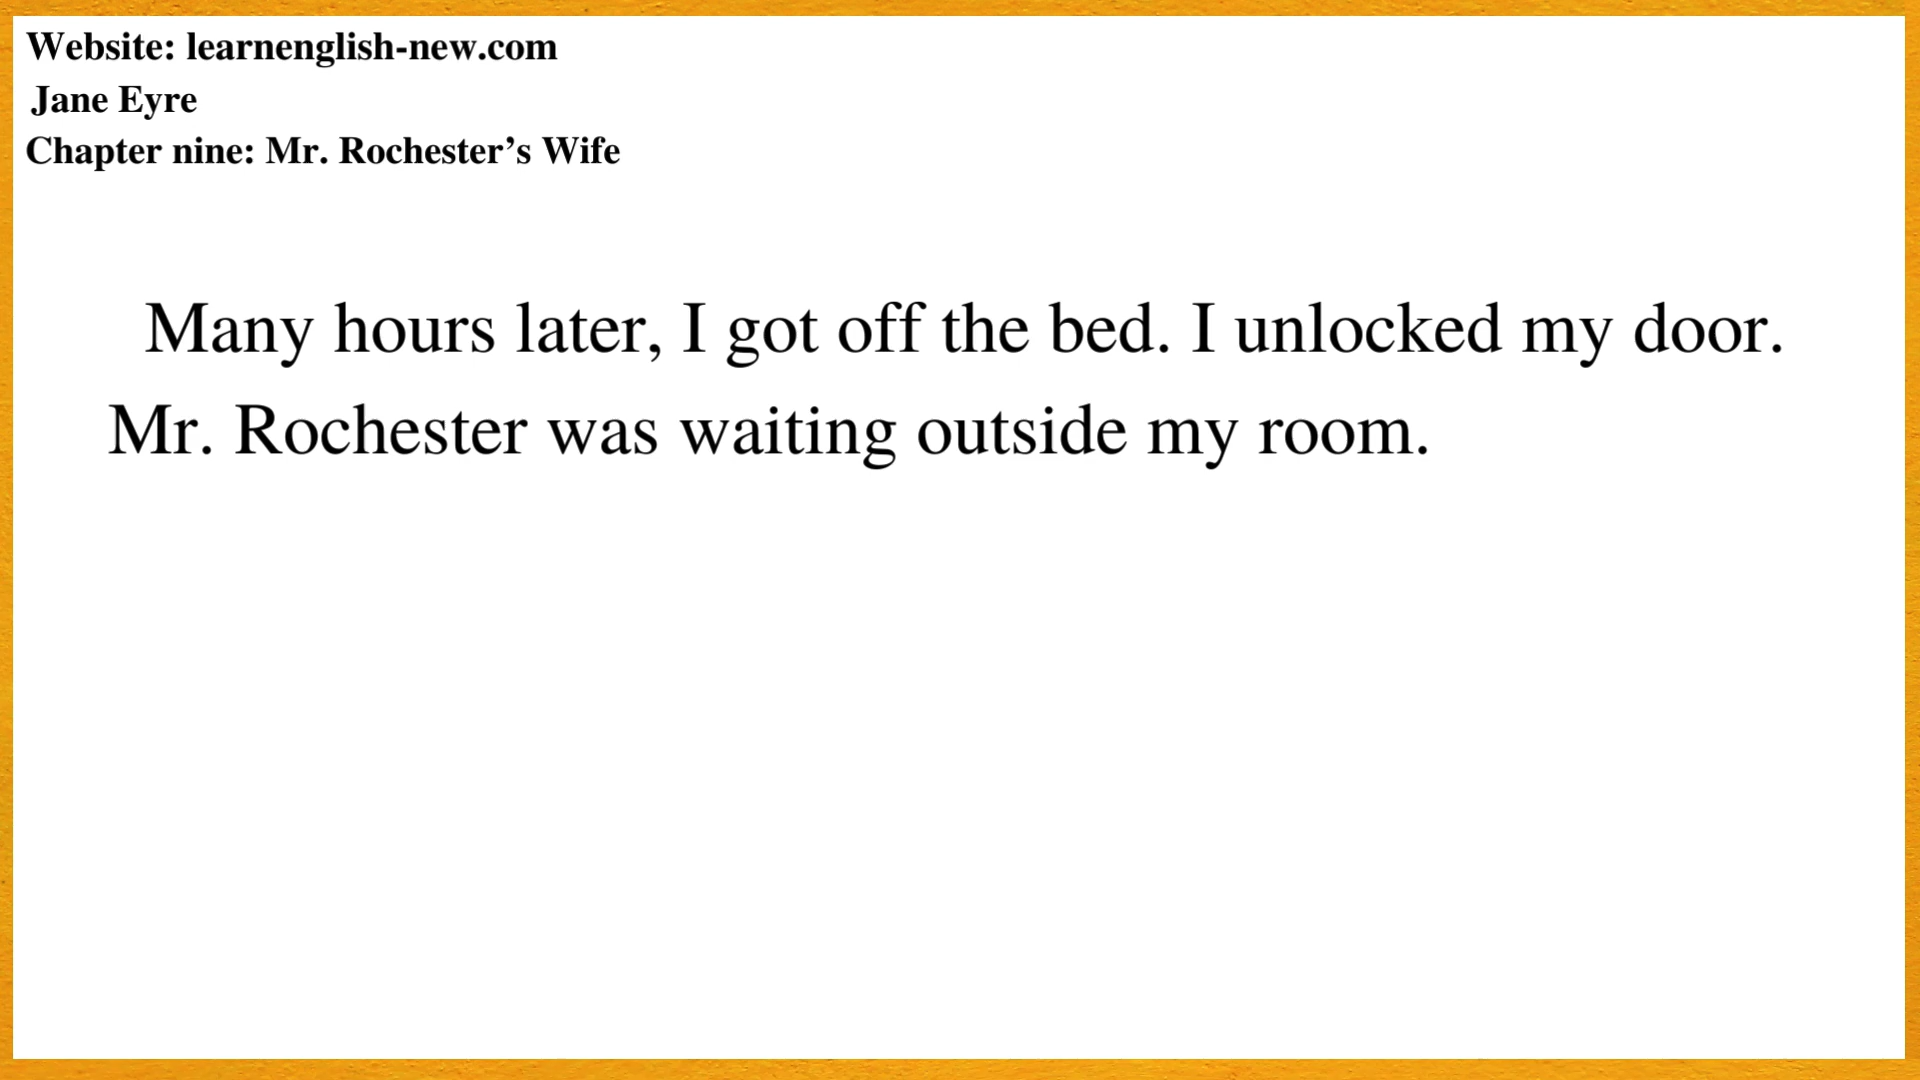 Website: learnenglish-new.com
Jane Eyre
Chapter nine: Mr. Rochester’s Wife
Many hours later, I got off the bed. I unlocked my door.
Mr. Rochester was waiting outside my room.